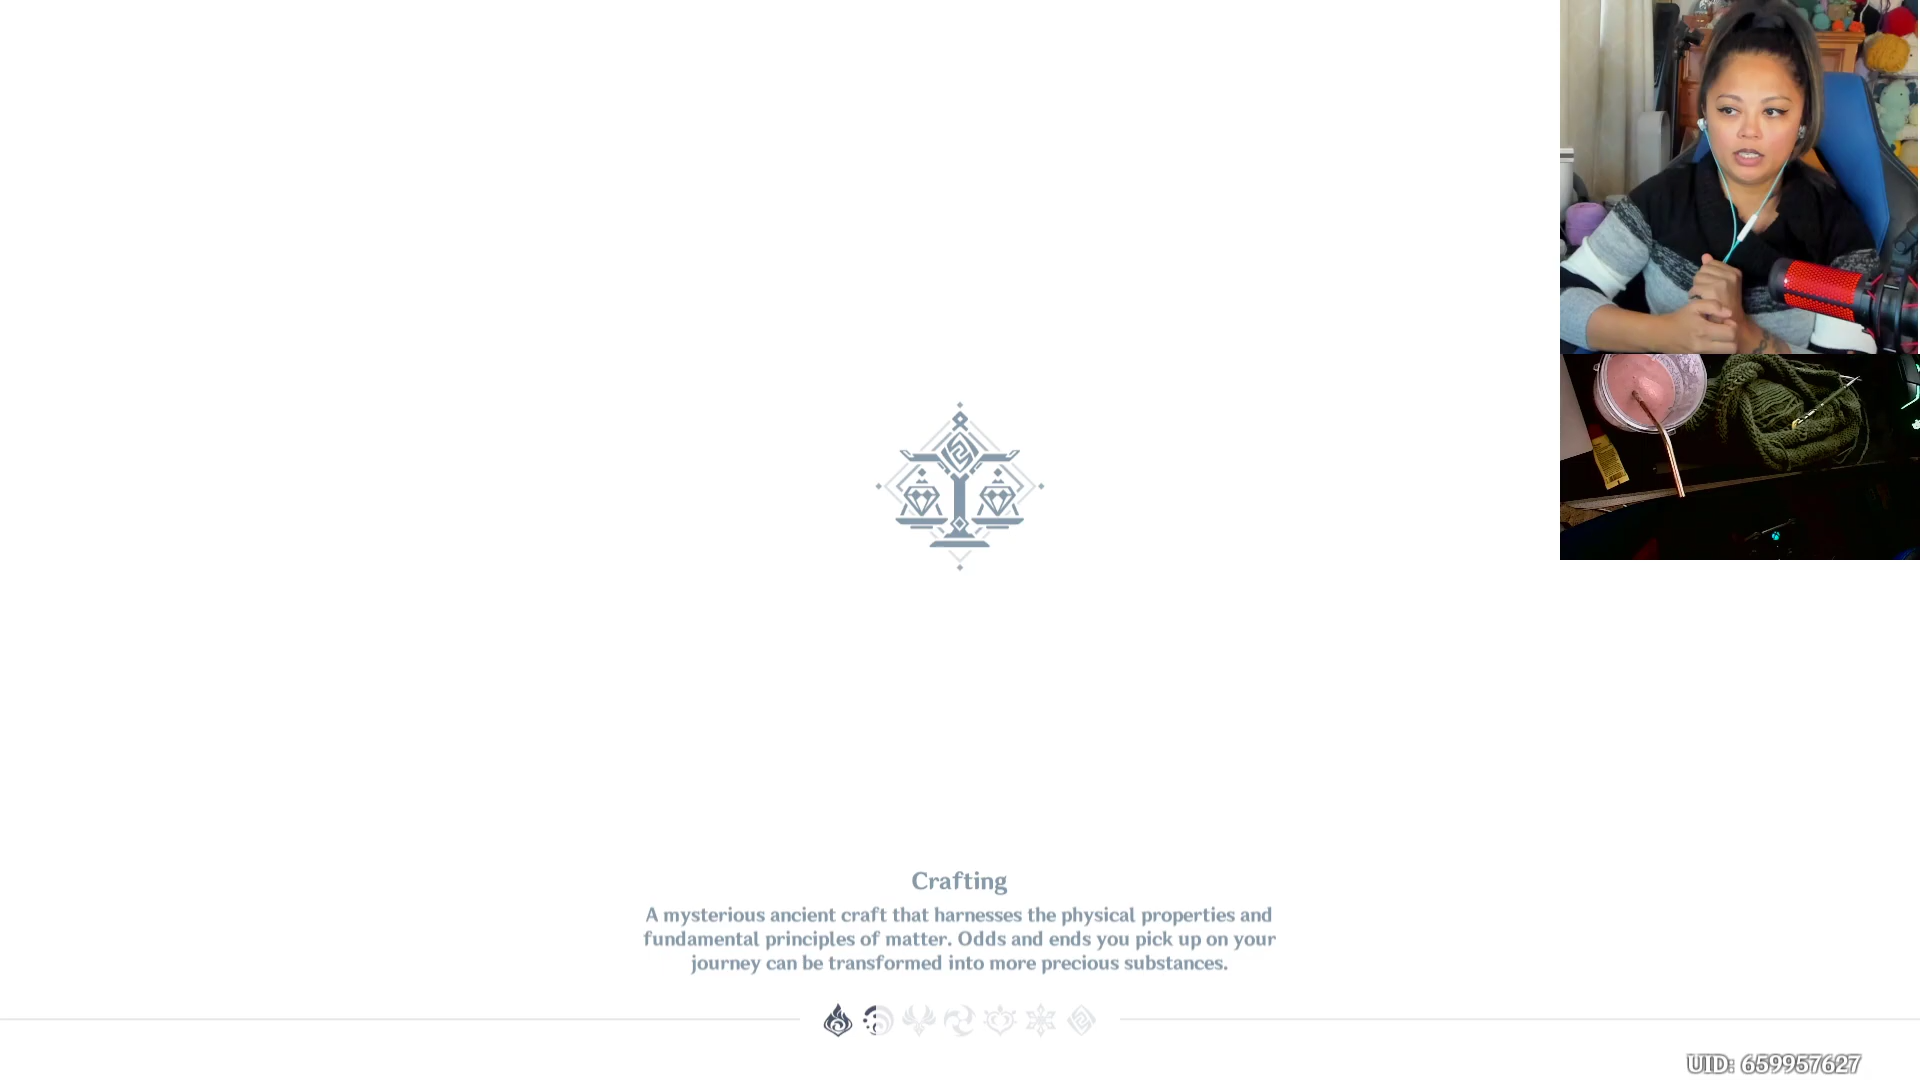 Crafting
A mysterious ancient craft that harnesses the physical properties and
fundamental principles of matter. Odds and ends you pick up on your
journey can be transformed into more precious substances.
UID: 659957627